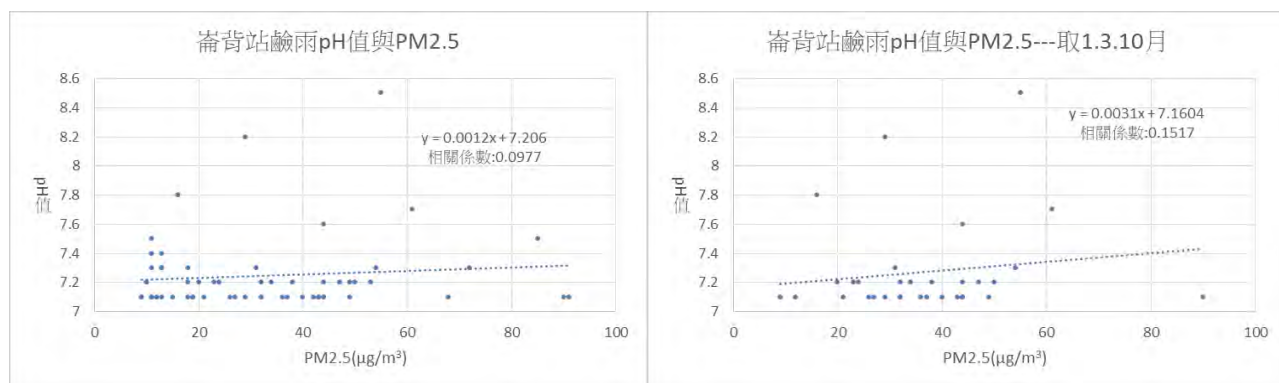 崙背站鹼雨pH值與PM2.5
8.6
8.4
8.2
8
7.8
7.6
7.4
7.2
7
pH值
y = 0.0012x + 7.206
相關係數:0.0977
0 20 40 60 80 100
PM2.5(μg/m³)
崙背站鹼雨pH值與PM2.5---取1.3.10月
8.6
8.4
8.2
8
7.8
7.6
7.4
7.2
7
pH值
y = 0.0031x + 7.1604
相關係數:0.1517
0 20 40 60 80 100
PM2.5(μg/m³)